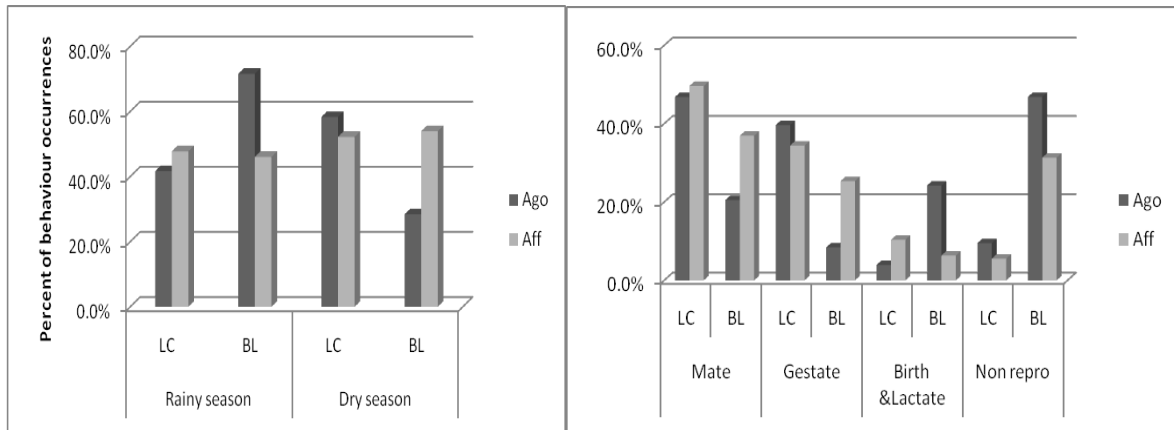 Percent of behaviour occurrences
80.0%
60.0%
40.0%
20.0%
0.0%
LC BL LC BL
Rainy season Dry season
Ago
Aff
60.0%
40.0%
20.0%
0.0%
LC BL LC BL LC BL LC BL
Mate Gestate Birth Non repro
&Lactate
Ago
Aff